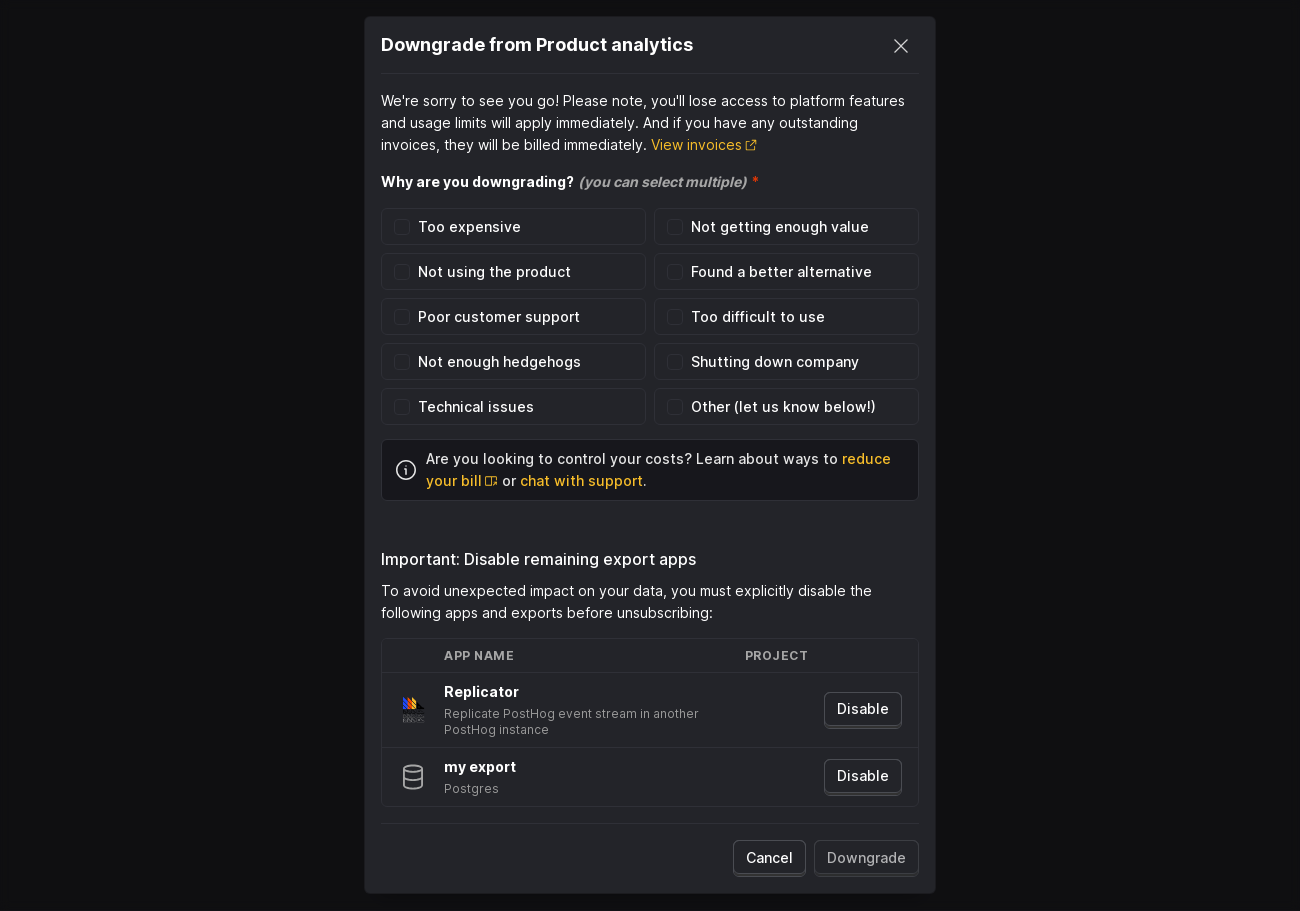 Downgrade from Product analytics
We're sorry to see you go! Please note, you'll lose access to platform features
and usage limits will apply immediately. And if you have any outstanding
invoices, they will be billed immediately. View invoices
Why are you downgrading? (you can select multiple) *
Too expensive
Not getting enough value
Not using the product
Found a better alternative
Poor customer support
Too difficult to use
Not enough hedgehogs
Shutting down company
Technical issues
Other (let us know below!)
Are you looking to control your costs? Learn about ways to reduce
your bill or chat with support.
Important: Disable remaining export apps
To avoid unexpected impact on your data, you must explicitly disable the
following apps and exports before unsubscribing:
APP NAME PROJECT
Replicator
Replicate PostHog event stream in another
PostHog instance
Disable
my export
Postgres
Disable
Cancel Downgrade